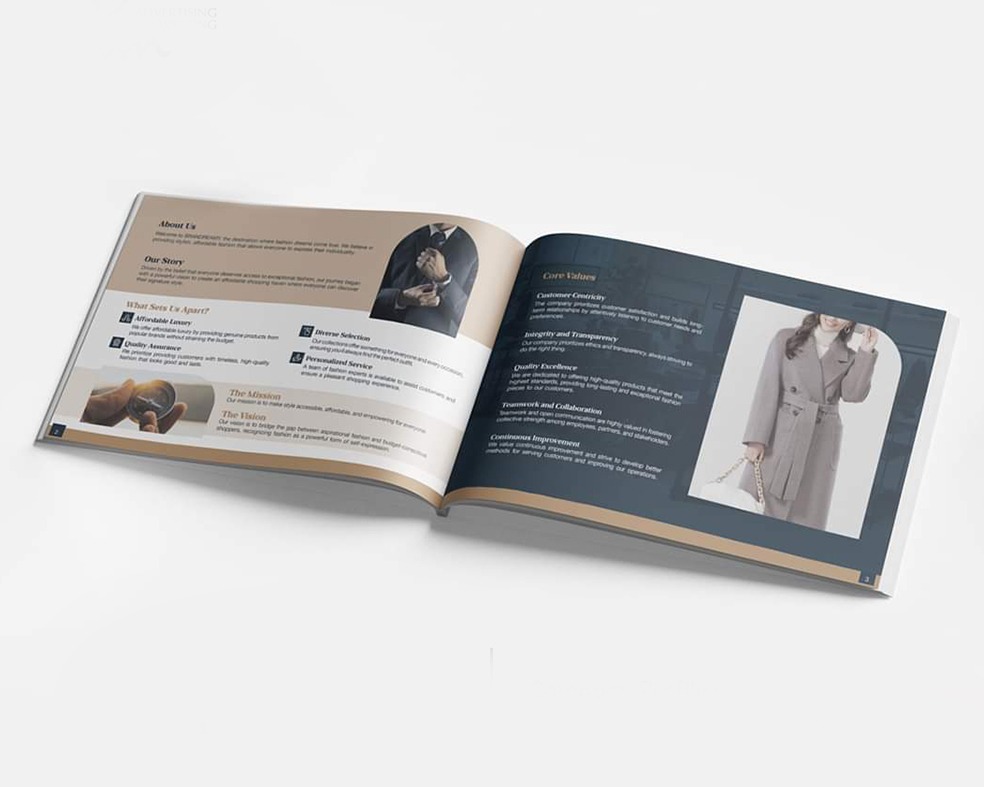 About Us
Welcome to BRANDREADY, the destination where fashion dreams come true. We believe in
providing stylish, affordable fashion that allows everyone to express their individuality.
Our Story
Driven by the belief that everyone deserves access to exceptional fashion, our journey began
with a powerful vision to create an affordable shopping haven where everyone can discover
their signature style.
What Sets Us Apart?
Affordable Luxury
We offer affordable luxury by providing genuine products from
popular brands without straining the budget.
Quality Assurance
We prioritize providing customers with timeless, high-quality
fashion that looks good and lasts.
Diverse Selection
Our collections offer something for everyone and every occasion,
ensuring you'll always find the perfect outfit.
Personalized Service
A team of fashion experts is available to assist customers and
ensure a pleasant shopping experience.
The Mission
Our mission is to make style accessible, affordable, and empowering for everyone.
The Vision
Our vision is to bridge the gap between aspirational fashion and budget-conscious
shoppers, recognizing fashion as a powerful form of self-expression.
2
Core Values
Customer Centricity
The company prioritizes customer satisfaction and builds long-
term relationships by attentively listening to customer needs and
preferences.
Integrity and Transparency
Our company prioritizes ethics and transparency, always striving to
do the right thing.
Quality Excellence
We are dedicated to offering high-quality products that meet the
highest standards, providing long-lasting and exceptional fashion
pieces to our customers.
Teamwork and Collaboration
Teamwork and open communication are highly valued in fostering
collective strength among employees, partners, and stakeholders.
Continuous Improvement
We value continuous improvement and strive to develop better
methods for serving customers and improving our operations.
3